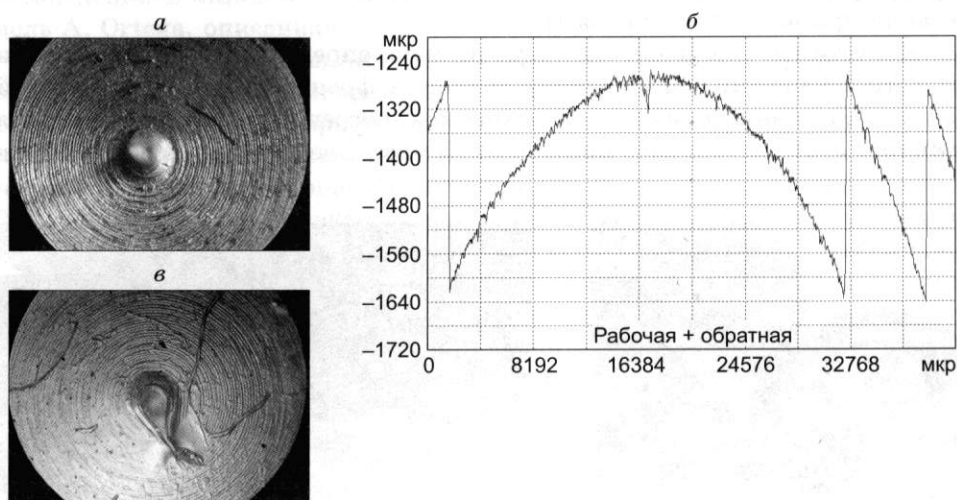 а
б
мкр
–1240
–1320
–1400
–1480
–1560
–1640
–1720
Рабочая + обратная
0
8192
16384
24576
32768
мкр
в